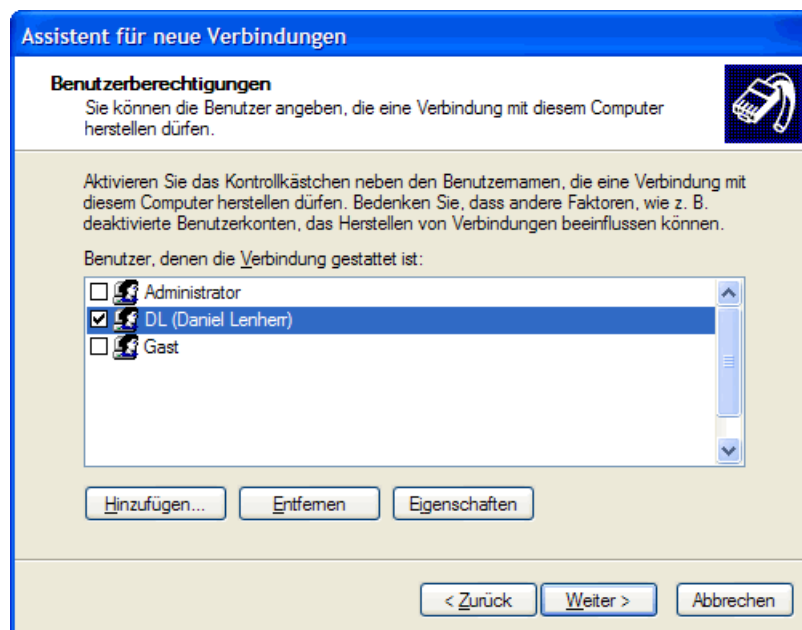 Assistent für neue Verbindungen
Benutzerberechtigungen
Sie können die Benutzer angeben, die eine Verbindung mit diesem Computer
herstellen dürfen.
Aktivieren Sie das Kontrollkästchen neben den Benutzernamen, die eine Verbindung mit
diesem Computer herstellen dürfen. Bedenken Sie, dass andere Faktoren, wie z. B.
deaktivierte Benutzerkonten, das Herstellen von Verbindungen beeinflussen können.
Benutzer, denen die Verbindung gestattet ist:
Administrator
DL (Daniel Lenherr)
Gast
Hinzufügen... Entfernen Eigenschaften
< Zurück Weiter > Abbrechen